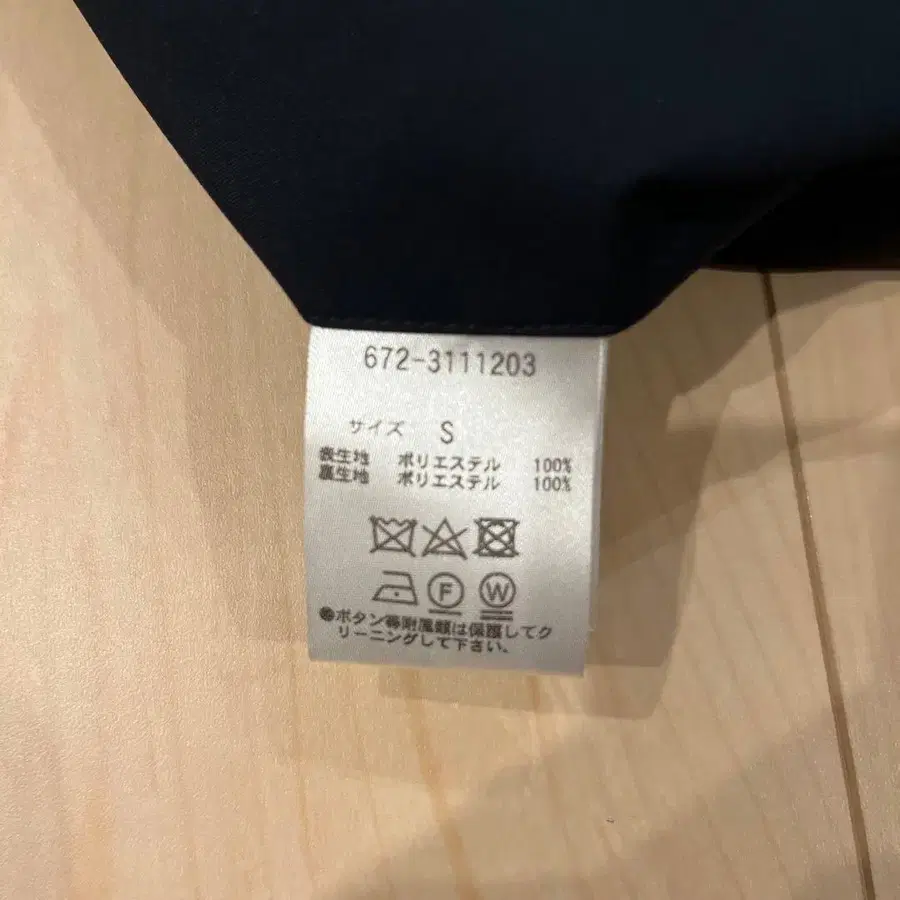 672-3111203
サイズ S
表生地 ポリエステル 100%
裏生地 ポリエステル 100%
F W
ボタン等附属類は保護してク
リーニングして下さい。